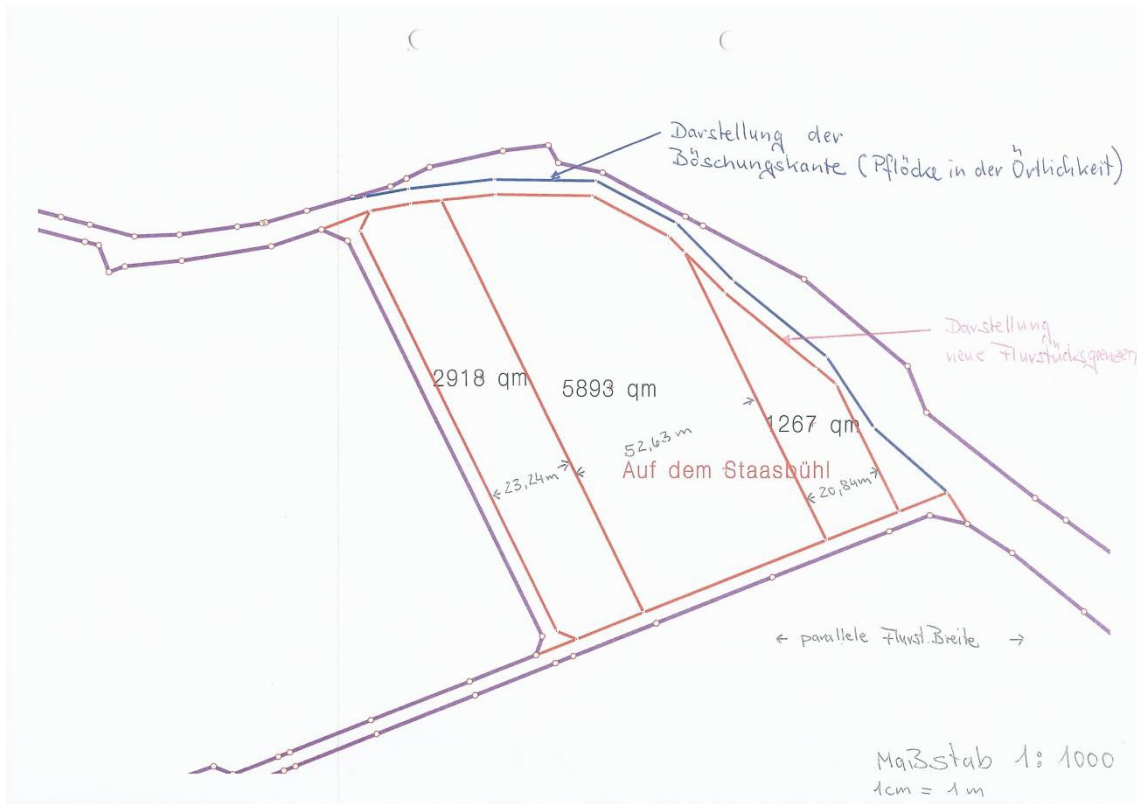 Darstellung der
Böschungskante (Pflöcke in der Örtlichkeit)
Darstellung
neue Flurstücksgrenzen
2918 qm
5893 qm
1267 qm
52,63 m
Auf dem Staasbühl
23,24m
20,84m
parallele Flurst. Breite
Maßstab 1: 1000
1cm = 1 m